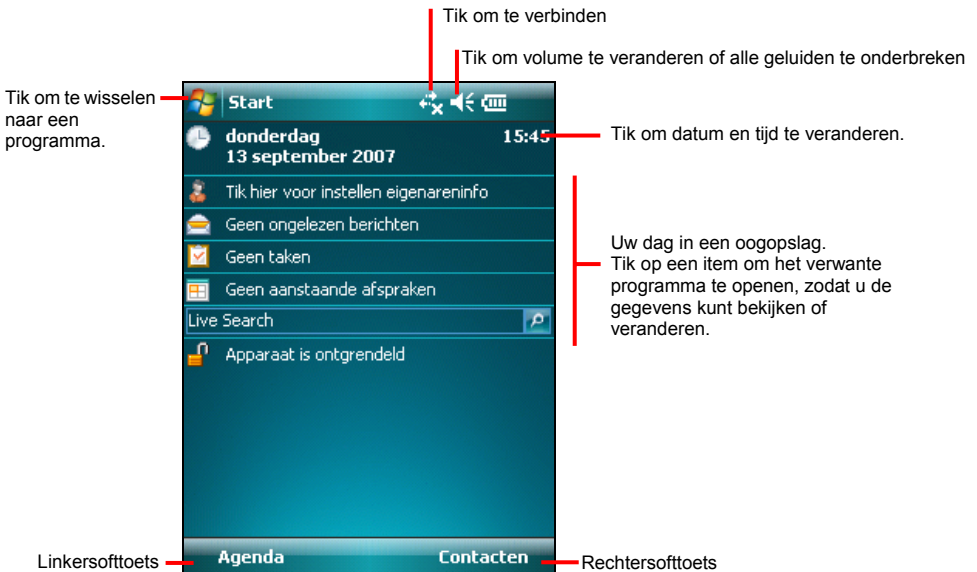 Tik om te verbinden
Tik om volume te veranderen of alle geluiden te onderbreken
Tik om te wisselen
naar een
programma.
Start
donderdag 15:45
13 september 2007
Tik om datum en tijd te veranderen.
Tik hier voor instellen eigenareninfo
Geen ongelezen berichten
Geen taken
Geen aanstaande afspraken
Live Search
Apparaat is ontgrendeld
Uw dag in een oogopslag.
Tik op een item om het verwante
programma te openen, zodat u de
gegevens kunt bekijken of
veranderen.
Linkersofttoets
Agenda
Contacten
Rechtersofttoets